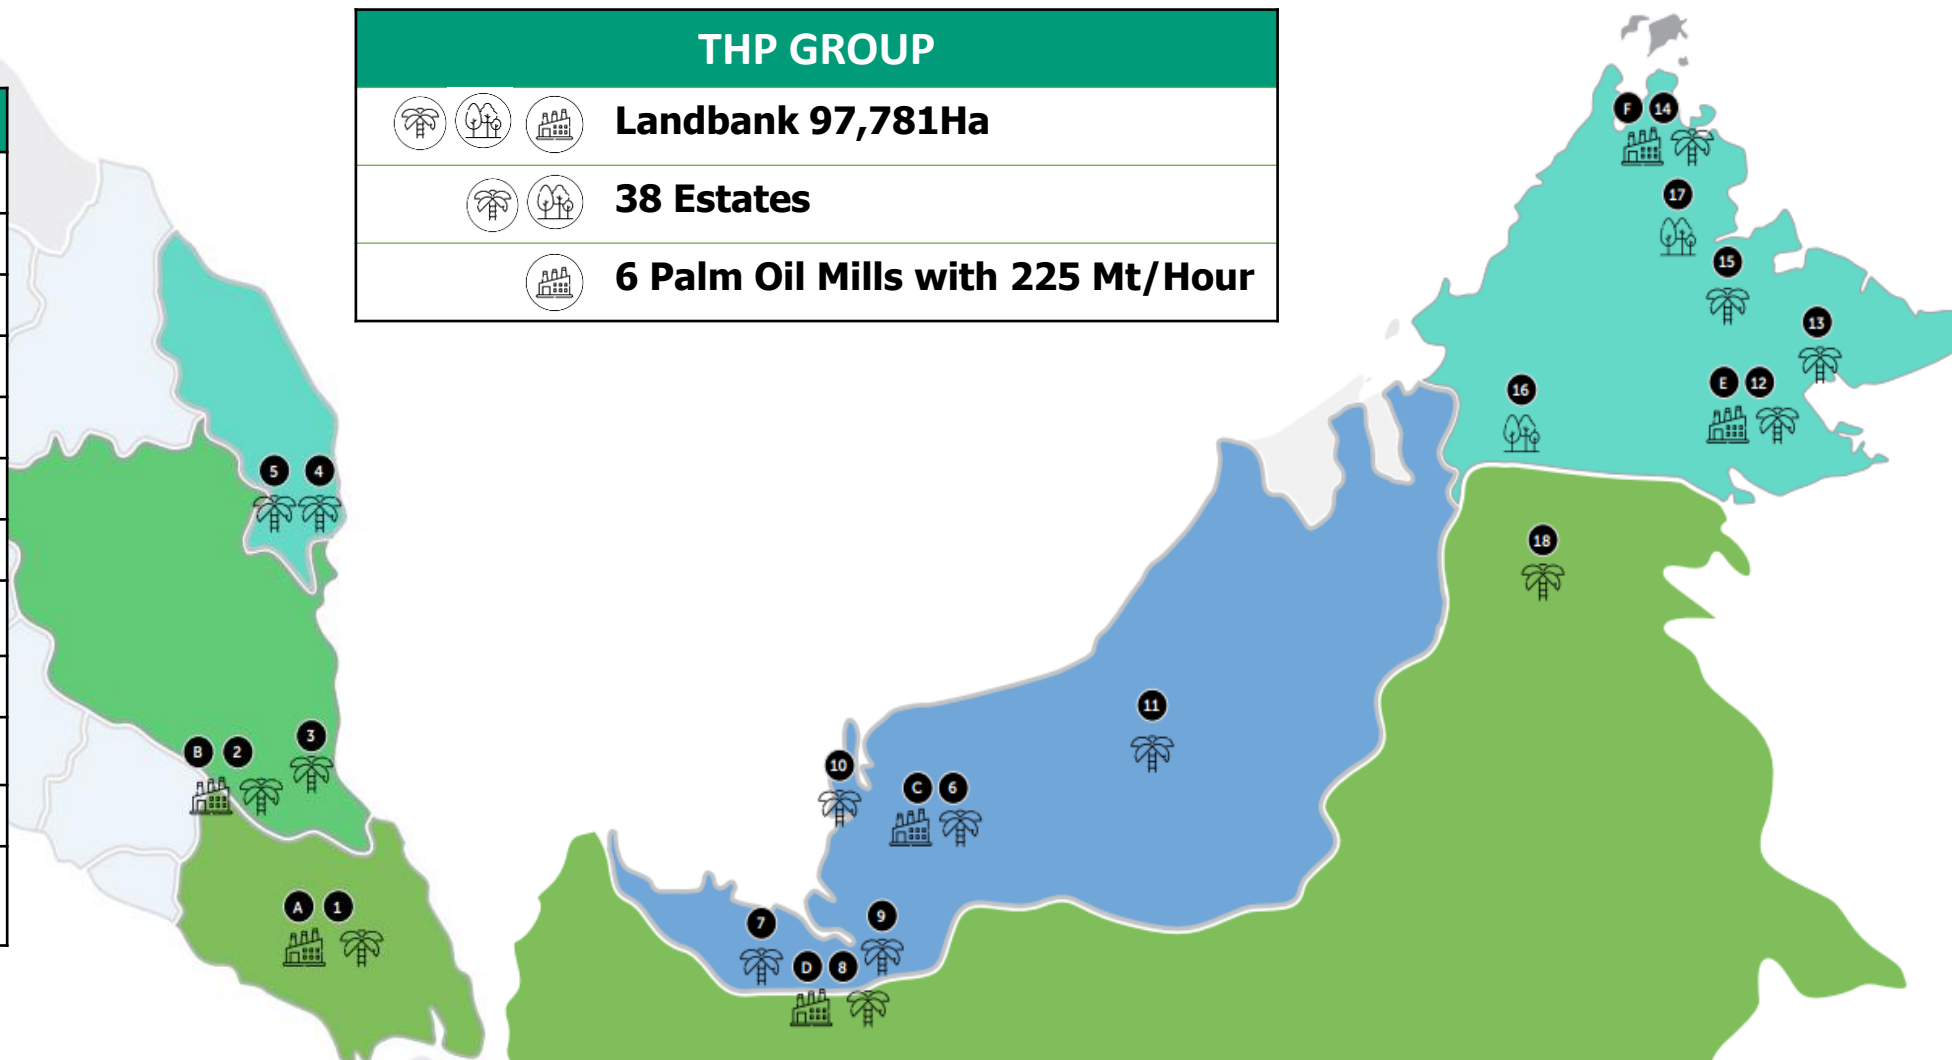 THP GROUP
Landbank 97,781Ha
38 Estates
6 Palm Oil Mills with 225 Mt/Hour
F 14
17
15
13
E 12
16
5 4
18
11
B 2
3
10
C 6
A 1
7
9
D 8